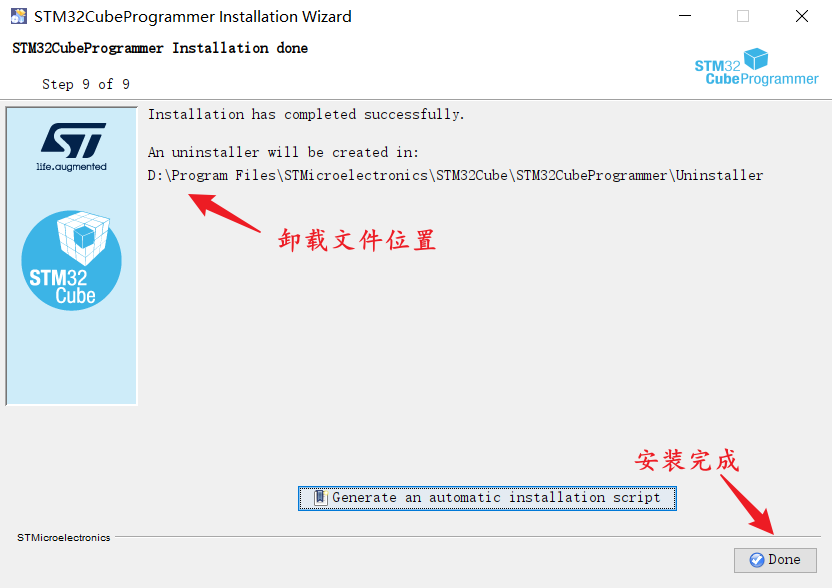 STM32CubeProgrammer Installation Wizard
STM32CubeProgrammer Installation done
Step 9 of 9
STM32
CubeProgrammer
ST
life.augmented
STM32
Cube
Installation has completed successfully.
An uninstaller will be created in:
D:\Program Files\STMicroelectronics\STM32Cube\STM32CubeProgrammer\Uninstaller
卸载文件位置
安装完成
Generate an automatic installation script
STMicroelectronics
Done